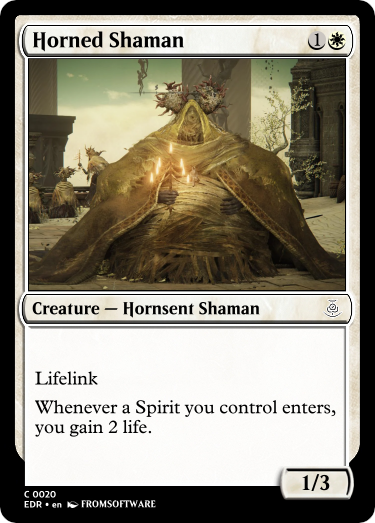 Horned Shaman 1
Creature — Hornsent Shaman
Lifelink
Whenever a Spirit you control enters,
you gain 2 life.
1/3
C 0020
EDR • en FROMSOFTWARE